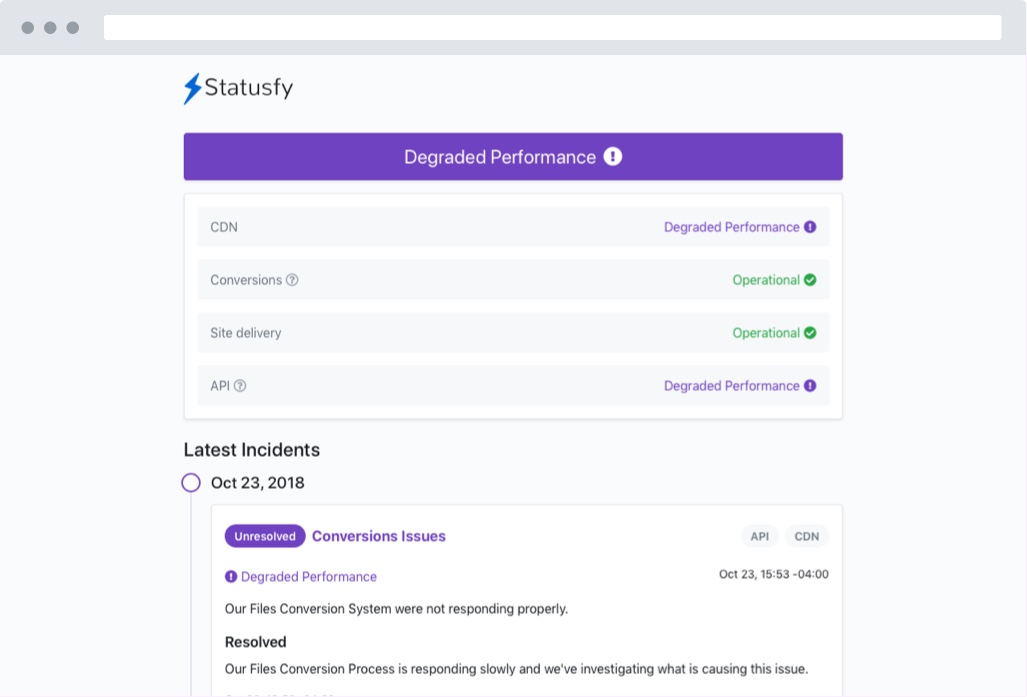 Statusfy
Degraded Performance
CDN Degraded Performance
Conversions Operational
Site delivery Operational
API Degraded Performance
Latest Incidents
Oct 23, 2018
Unresolved Conversions Issues API CDN
Degraded Performance Oct 23, 15:53 -04:00
Our Files Conversion System were not responding properly.
Resolved
Our Files Conversion Process is responding slowly and we've investigating what is causing this issue.